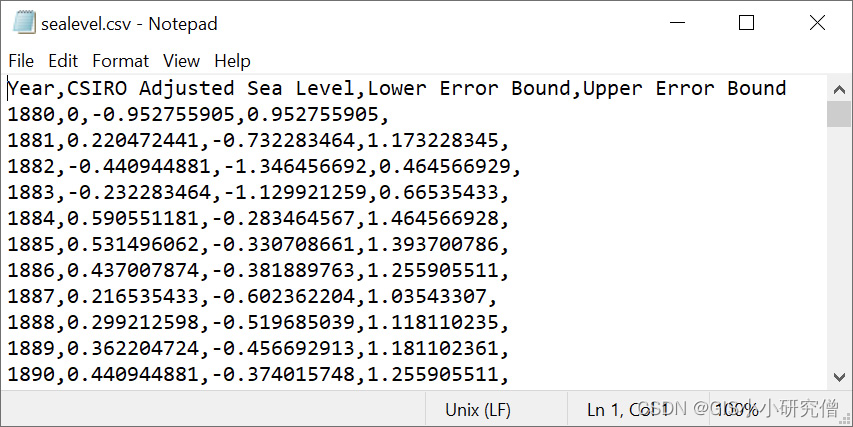 sealevel.csv - Notepad
File Edit Format View Help
Year,CSIRO Adjusted Sea Level,Lower Error Bound,Upper Error Bound
1880,0,-0.952755905,0.952755905,
1881,0.220472441,-0.732283464,1.173228345,
1882,-0.440944881,-1.346456692,0.464566929,
1883,-0.232283464,-1.129921259,0.66535433,
1884,0.590551181,-0.283464567,1.464566928,
1885,0.531496062,-0.330708661,1.393700786,
1886,0.437007874,-0.381889763,1.255905511,
1887,0.216535433,-0.602362204,1.03543307,
1888,0.299212598,-0.519685039,1.118110235,
1889,0.362204724,-0.456692913,1.181102361,
1890,0.440944881,-0.374015748,1.255905511,
Unix (LF) Ln 1, Col 1 100%
CSDN @GIS小小研究僧